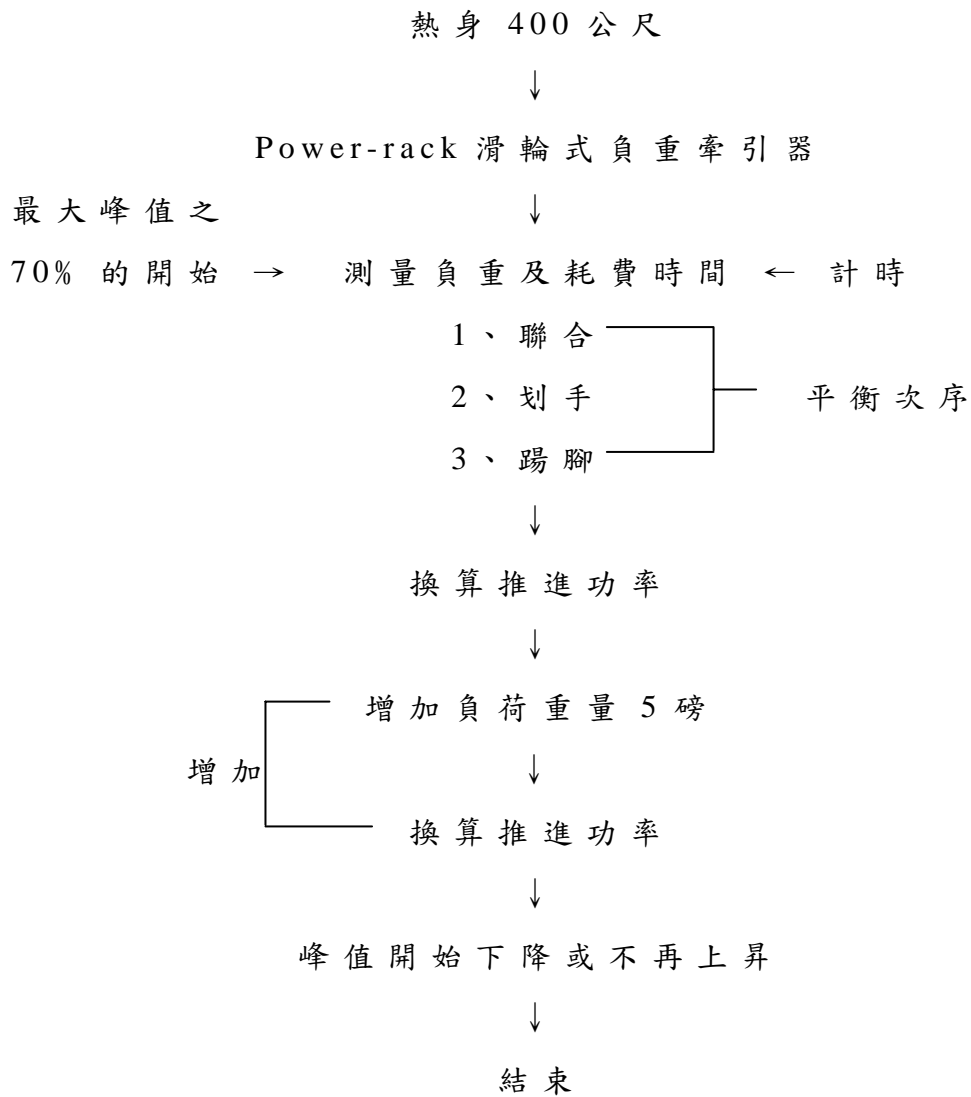 熱身 400 公尺
↓
Power-rack 滑輪式負重牽引器
最大峰值之 ↓
70% 的開始 → 測量負重及耗費時間 ← 計時
1、聯合
2、划手 平衡次序
3、踢腳
↓
換算推進功率
↓
增加負荷重量 5 磅
增加 ↓
換算推進功率
↓
峰值開始下降或不再上昇
↓
結束